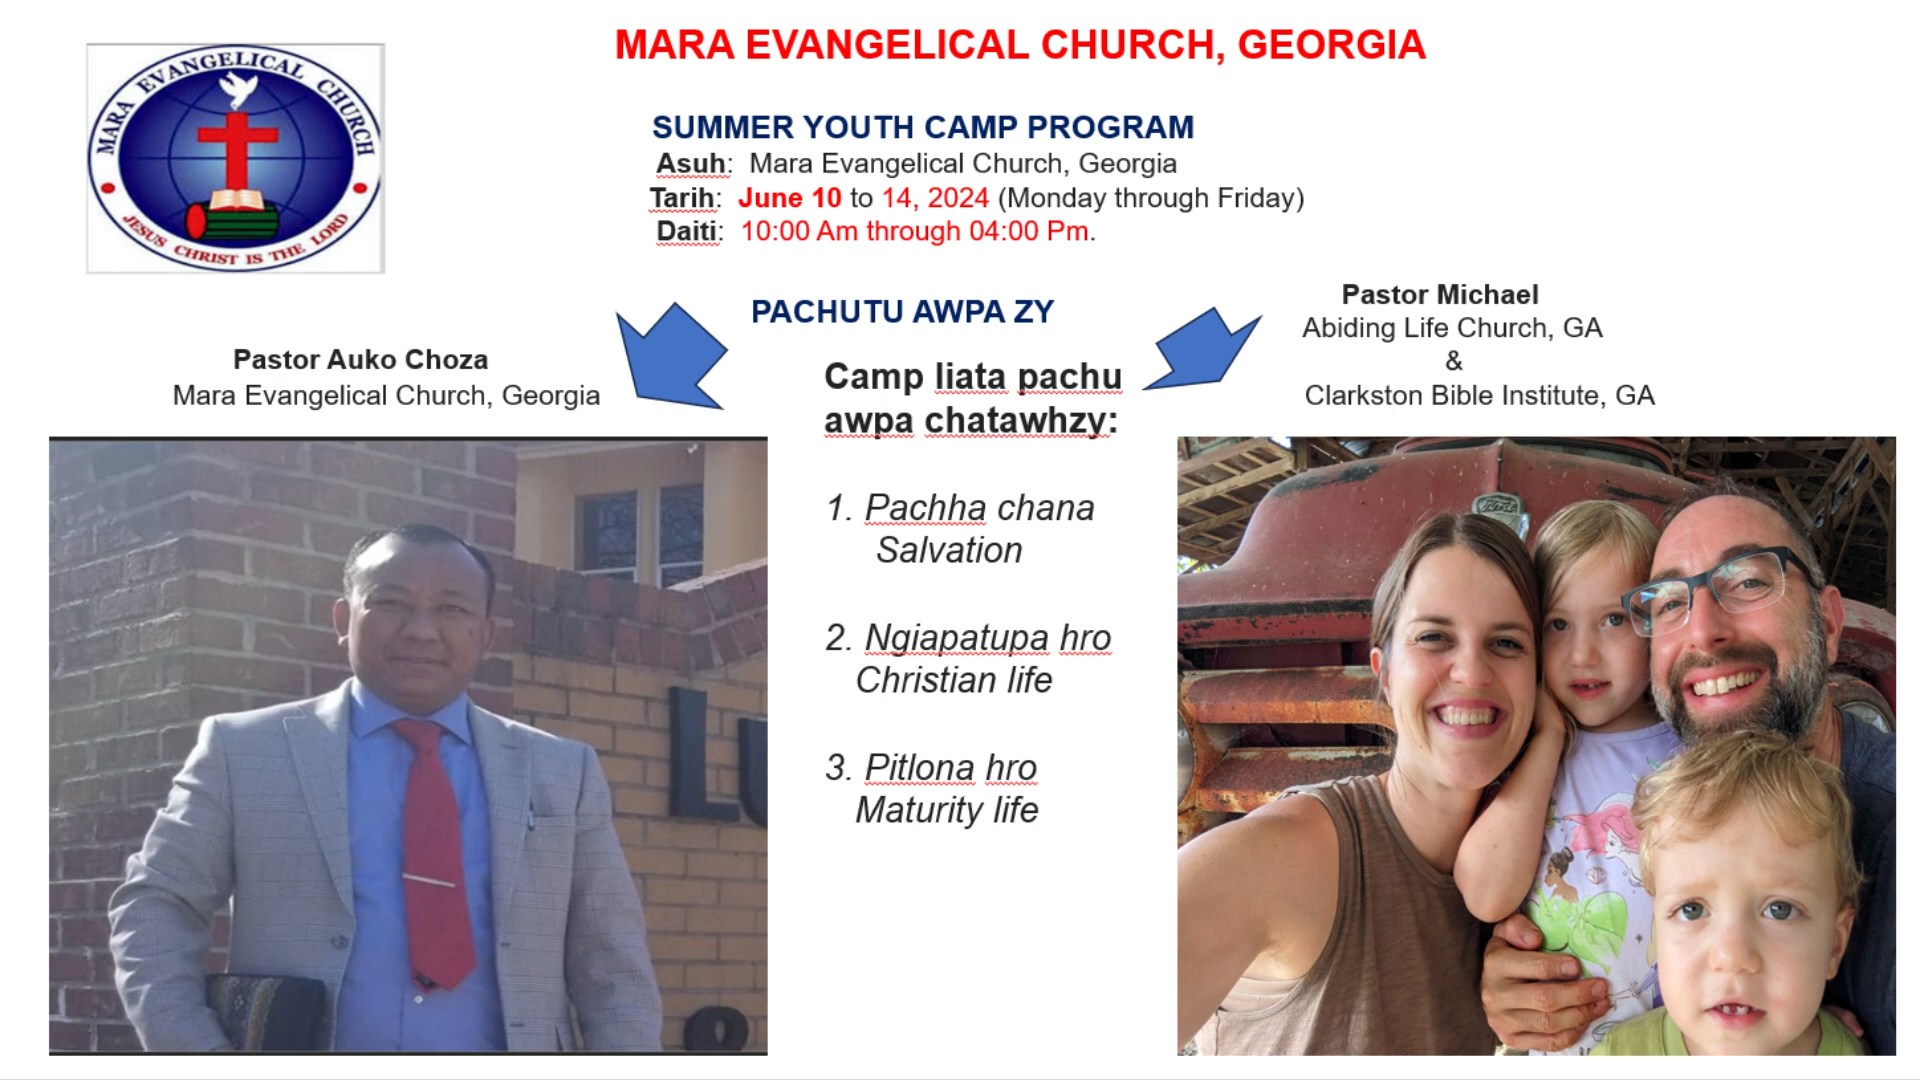 MARA EVANGELICAL CHURCH, GEORGIA
MARA EVANGELICAL CHURCH
JESUS CHRIST IS THE LORD
SUMMER YOUTH CAMP PROGRAM
Asuh: Mara Evangelical Church, Georgia
Tarih: June 10 to 14, 2024 (Monday through Friday)
Daiti: 10:00 Am through 04:00 Pm.
PACHUTU AWPA ZY
Pastor Auko Choza
Mara Evangelical Church, Georgia
Camp liata pachu
awpa chatawhzy:
1. Pachha chana
Salvation
2. Ngiapatupa hro
Christian life
3. Pitlona hro
Maturity life
Pastor Michael
Abiding Life Church, GA
&
Clarkston Bible Institute, GA
Ford